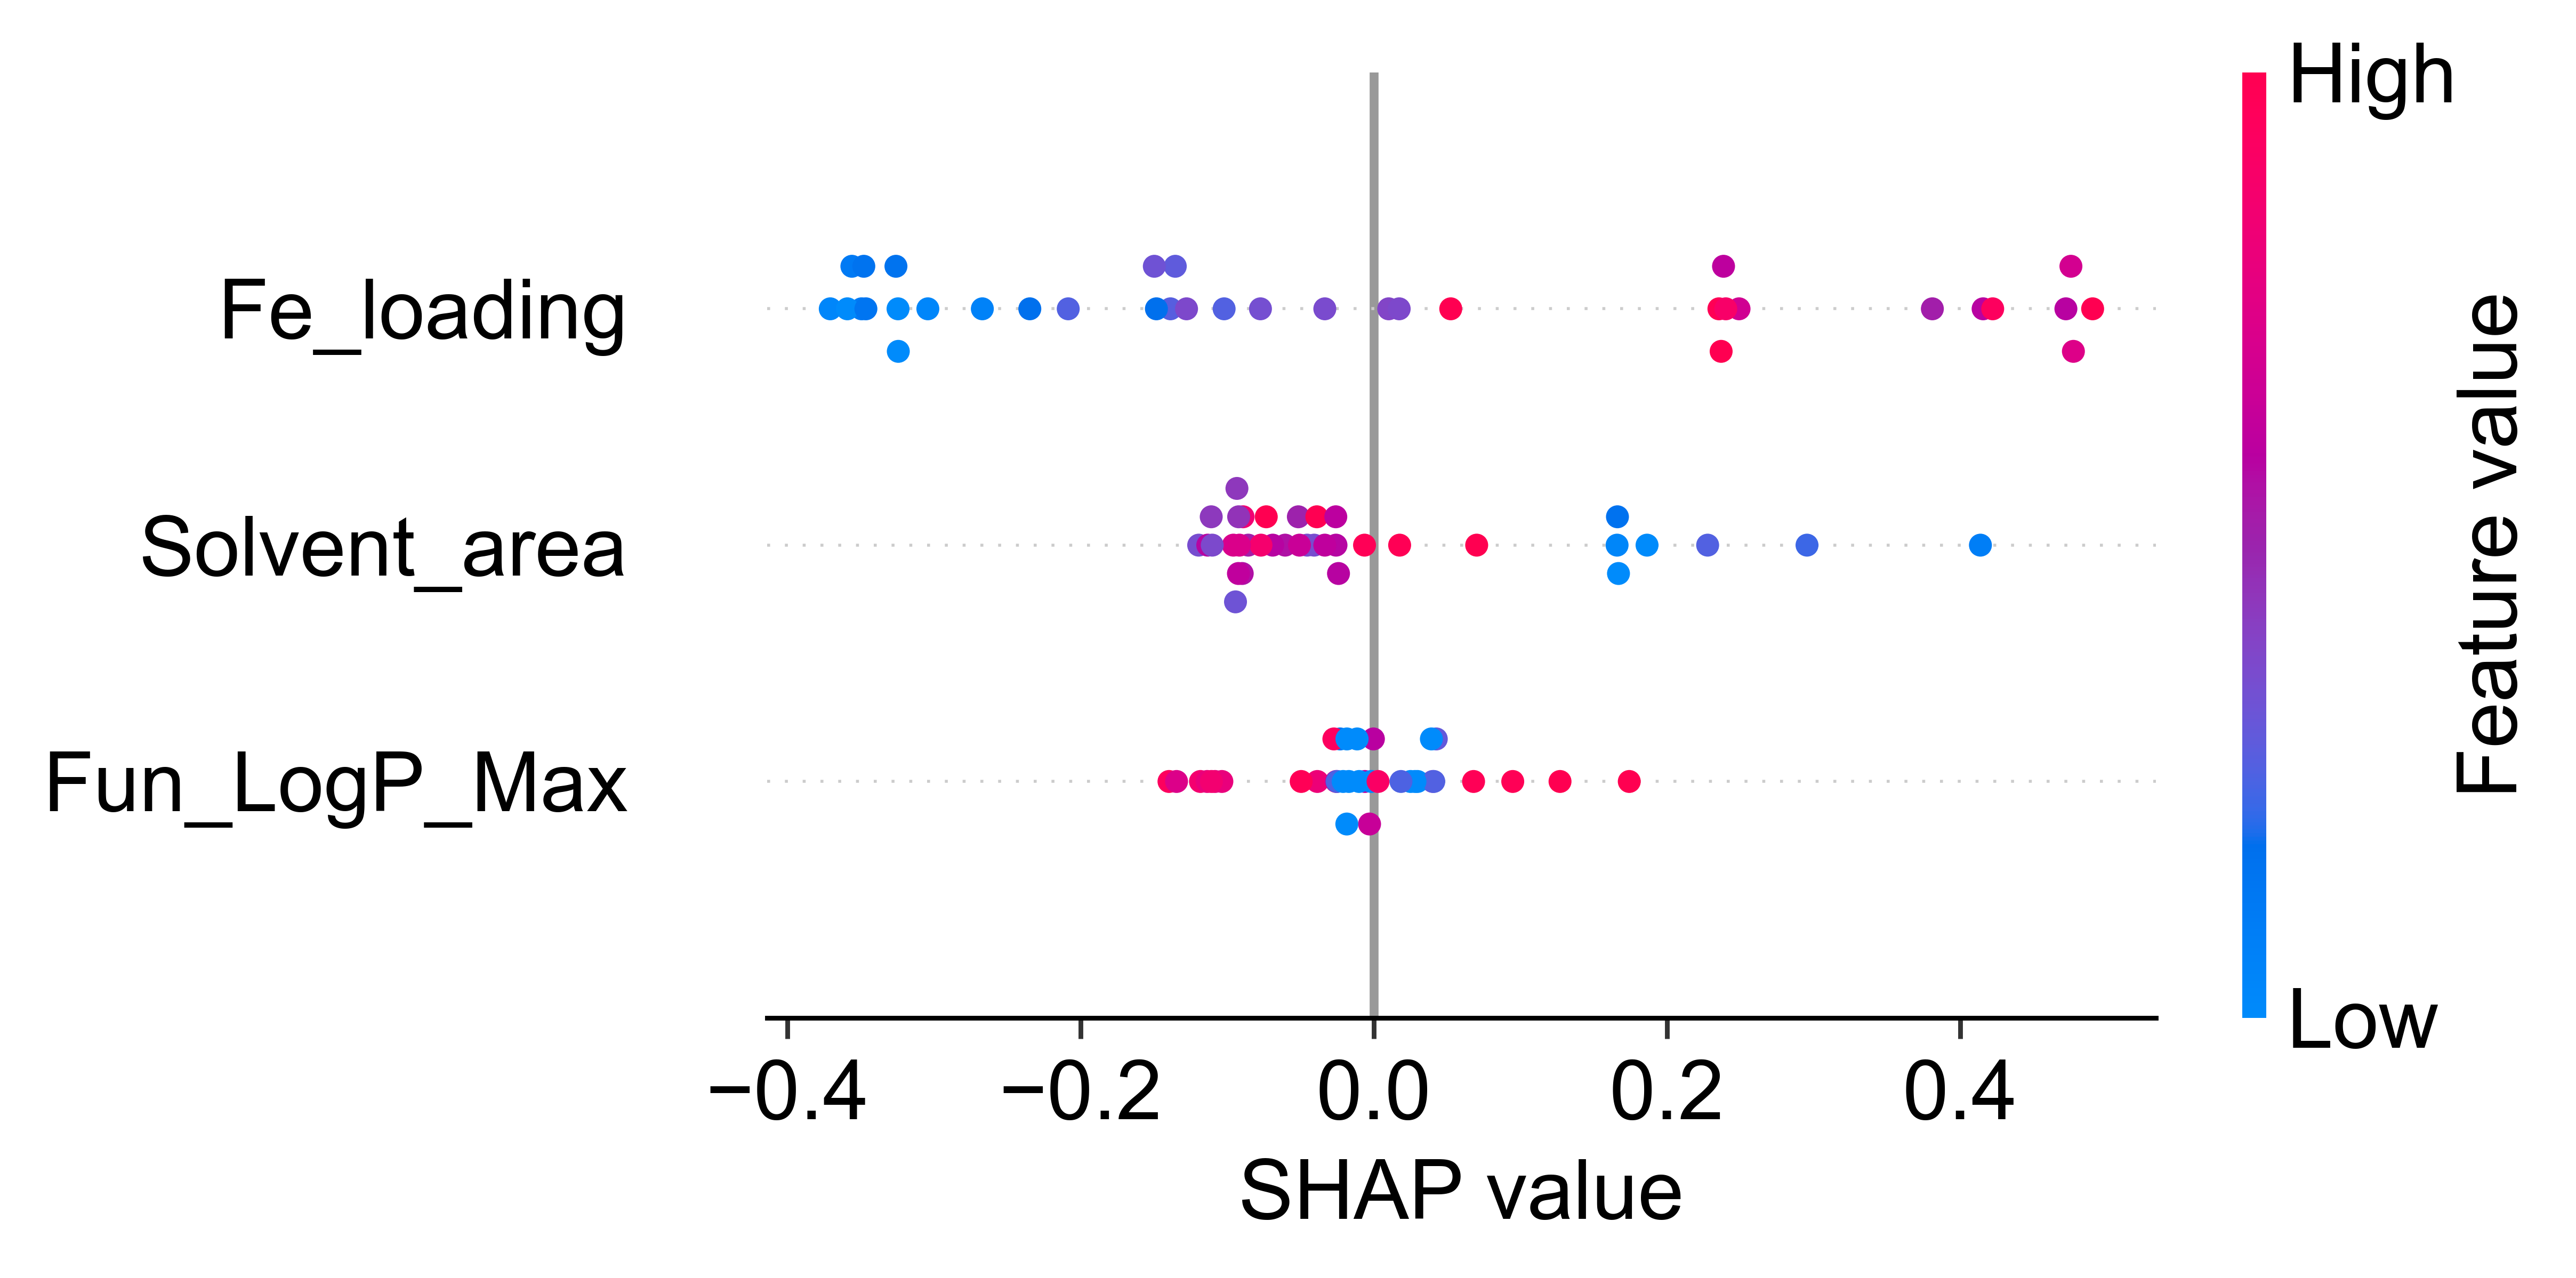 High
Fe_loading
Solvent_area
Fun_LogP_Max
Feature value
Low
−0.4 −0.2 0.0 0.2 0.4
SHAP value